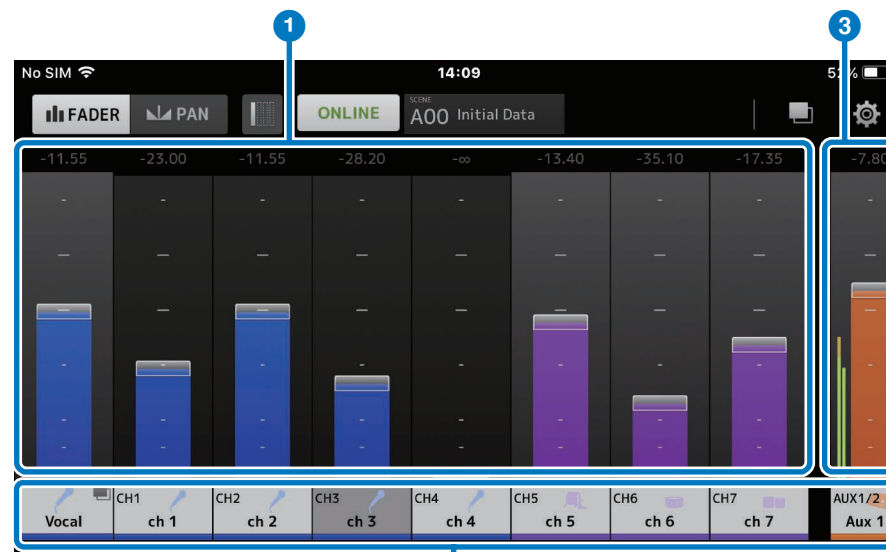 1 3
No SIM 14:09
FADER PAN ONLINE SCENE A00 Initial Data
-11.55 -23.00 -11.55 -28.20 -∞ -13.40 -35.10 -17.35 -7.80
CH1 CH2 CH3 CH4 CH5 CH6 CH7 AUX1/2
Vocal ch 1 ch 2 ch 3 ch 4 ch 5 ch 6 ch 7 Aux 1